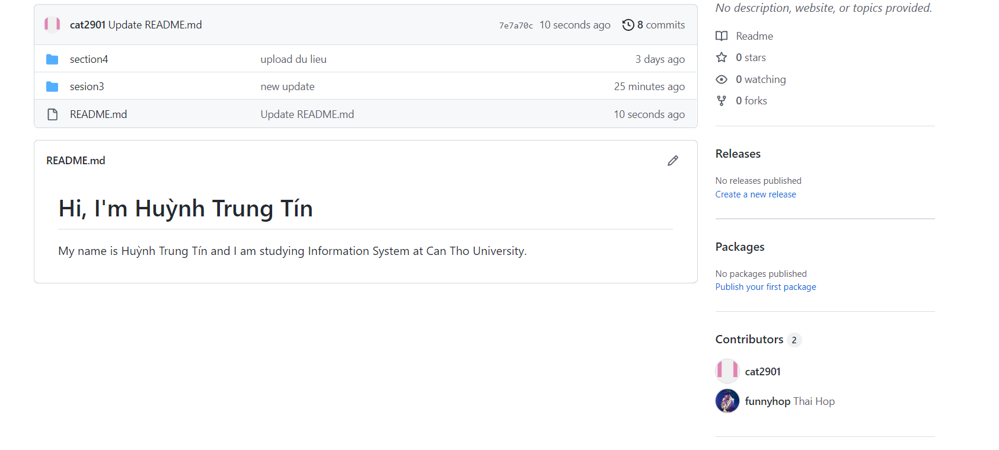 cat2901 Update README.md 7e7a70c 10 seconds ago 8 commits
section4 upload du lieu 3 days ago
sesion3 new update 25 minutes ago
README.md Update README.md 10 seconds ago
README.md
Hi, I'm Huỳnh Trung Tín
My name is Huỳnh Trung Tín and I am studying Information System at Can Tho University.
No description, website, or topics provided.
Readme
0 stars
0 watching
0 forks
Releases
No releases published
Create a new release
Packages
No packages published
Publish your first package
Contributors 2
cat2901
funnyhop Thai Hop